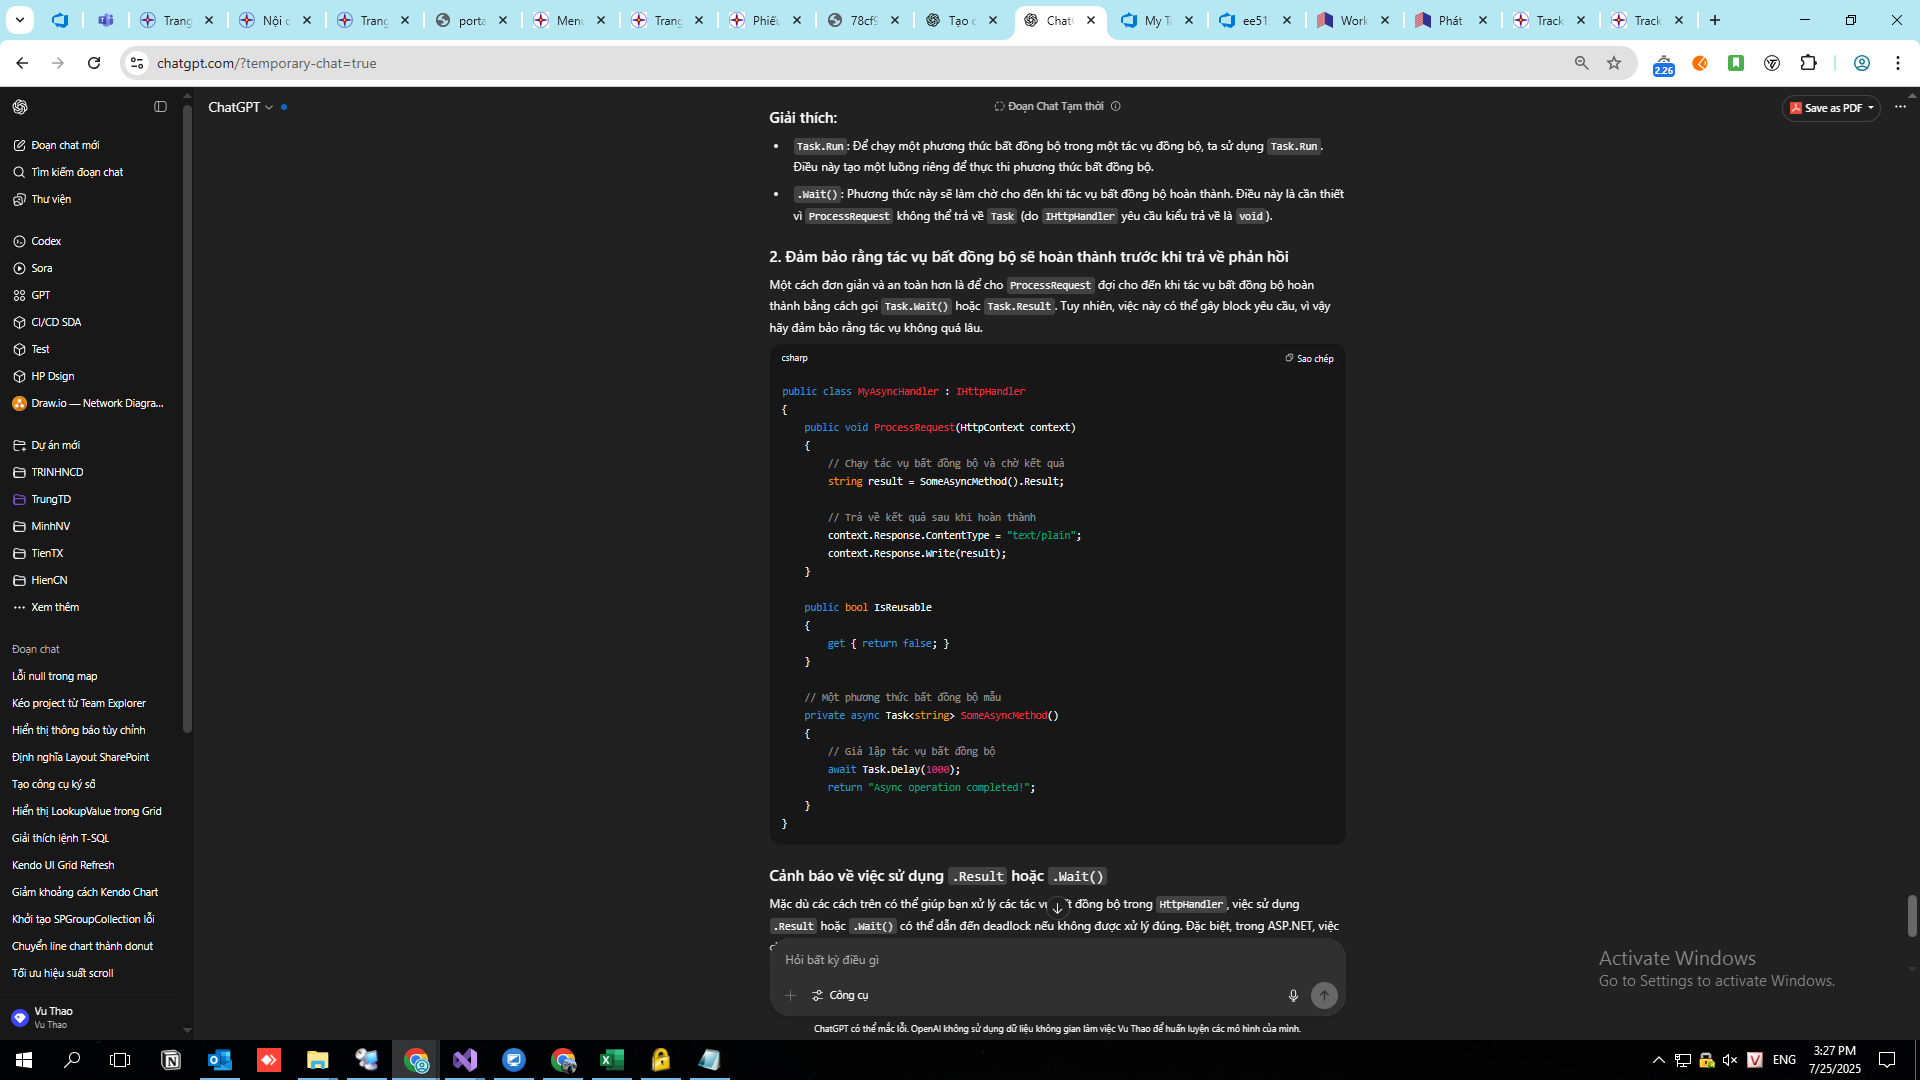 Trang
Nội d
Trang
porta
Menu
Trang
Phiếu
78cf9
Tạo c
Chat
My T
ee51
Work
Phát
Track
Track
chatgpt.com/?temporary-chat=true
2.26
ChatGPT
Đoạn Chat Tạm thời
Save as PDF
Đoạn chat mới
Tìm kiếm đoạn chat
Thư viện
Codex
Sora
GPT
CI/CD SDA
Test
HP Dsign
Draw.io — Network Diagra...
Dự án mới
TRINHNCD
TrungTD
MinhNV
TienTX
HienCN
Xem thêm
Đoạn chat
Lỗi null trong map
Kéo project từ Team Explorer
Hiển thị thông báo tùy chỉnh
Định nghĩa Layout SharePoint
Tạo công cụ ký số
Hiển thị LookupValue trong Grid
Giải thích lệnh T-SQL
Kendo UI Grid Refresh
Giảm khoảng cách Kendo Chart
Khởi tạo SPGroupCollection lỗi
Chuyển line chart thành donut
Tối ưu hiệu suất scroll
Vu Thao
Vu Thao
Giải thích:
Task.Run: Để chạy một phương thức bất đồng bộ trong một tác vụ đồng bộ, ta sử dụng Task.Run.
Điều này tạo một luồng riêng để thực thi phương thức bất đồng bộ.
.Wait(): Phương thức này sẽ làm chờ cho đến khi tác vụ bất đồng bộ hoàn thành. Điều này là cần thiết
vì ProcessRequest không thể trả về Task (do IHttpHandler yêu cầu kiểu trả về là void).
2. Đảm bảo rằng tác vụ bất đồng bộ sẽ hoàn thành trước khi trả về phản hồi
Một cách đơn giản và an toàn hơn là để cho ProcessRequest đợi cho đến khi tác vụ bất đồng bộ hoàn
thành bằng cách gọi Task.Wait() hoặc Task.Result. Tuy nhiên, việc này có thể gây block yêu cầu, vì vậy
hãy đảm bảo rằng tác vụ không quá lâu.
csharp
Sao chép
public class MyAsyncHandler : IHttpHandler
{
public void ProcessRequest(HttpContext context)
{
// Chạy tác vụ bất đồng bộ và chờ kết quả
string result = SomeAsyncMethod().Result;
// Trả về kết quả sau khi hoàn thành
context.Response.ContentType = "text/plain";
context.Response.Write(result);
}
public bool IsReusable
{
get { return false; }
}
// Một phương thức bất đồng bộ mẫu
private async Task<string> SomeAsyncMethod()
{
// Giả lập tác vụ bất đồng bộ
await Task.Delay(1000);
return "Async operation completed!";
}
}
Cảnh báo về việc sử dụng .Result hoặc .Wait()
Mặc dù các cách trên có thể giúp bạn xử lý các tác vụ đồng bộ trong HttpHandler, việc sử dụng
.Result hoặc .Wait() có thể dẫn đến deadlock nếu không được xử lý đúng. Đặc biệt, trong ASP.NET, việc
Hỏi bất kỳ điều gì
Công cụ
ChatGPT có thể mắc lỗi. OpenAI không sử dụng dữ liệu không gian làm việc Vu Thao để huấn luyện các mô hình của mình.
Activate Windows
Go to Settings to activate Windows.
ENG
3:27 PM
7/25/2025